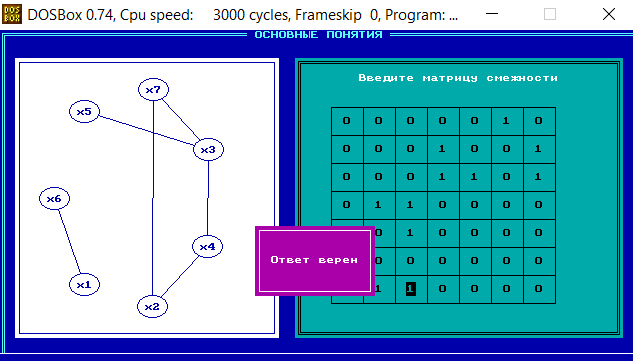 DOS BOX DOSBox 0.74, Cpu speed: 3000 cycles, Frameskip 0, Program: ...
ОСНОВНЫЕ ПОНЯТИЯ
x7
x5
x3
x6
x4
x1
x2
Введите матрицу смежности
0 0 0 0 0 1 0
0 0 0 1 0 0 1
0 0 0 1 1 0 1
0 1 1 0 0 0 0
0 1 0 0 0 0
0 0 0 0 0 0
1 1 0 0 0 0
Ответ верен